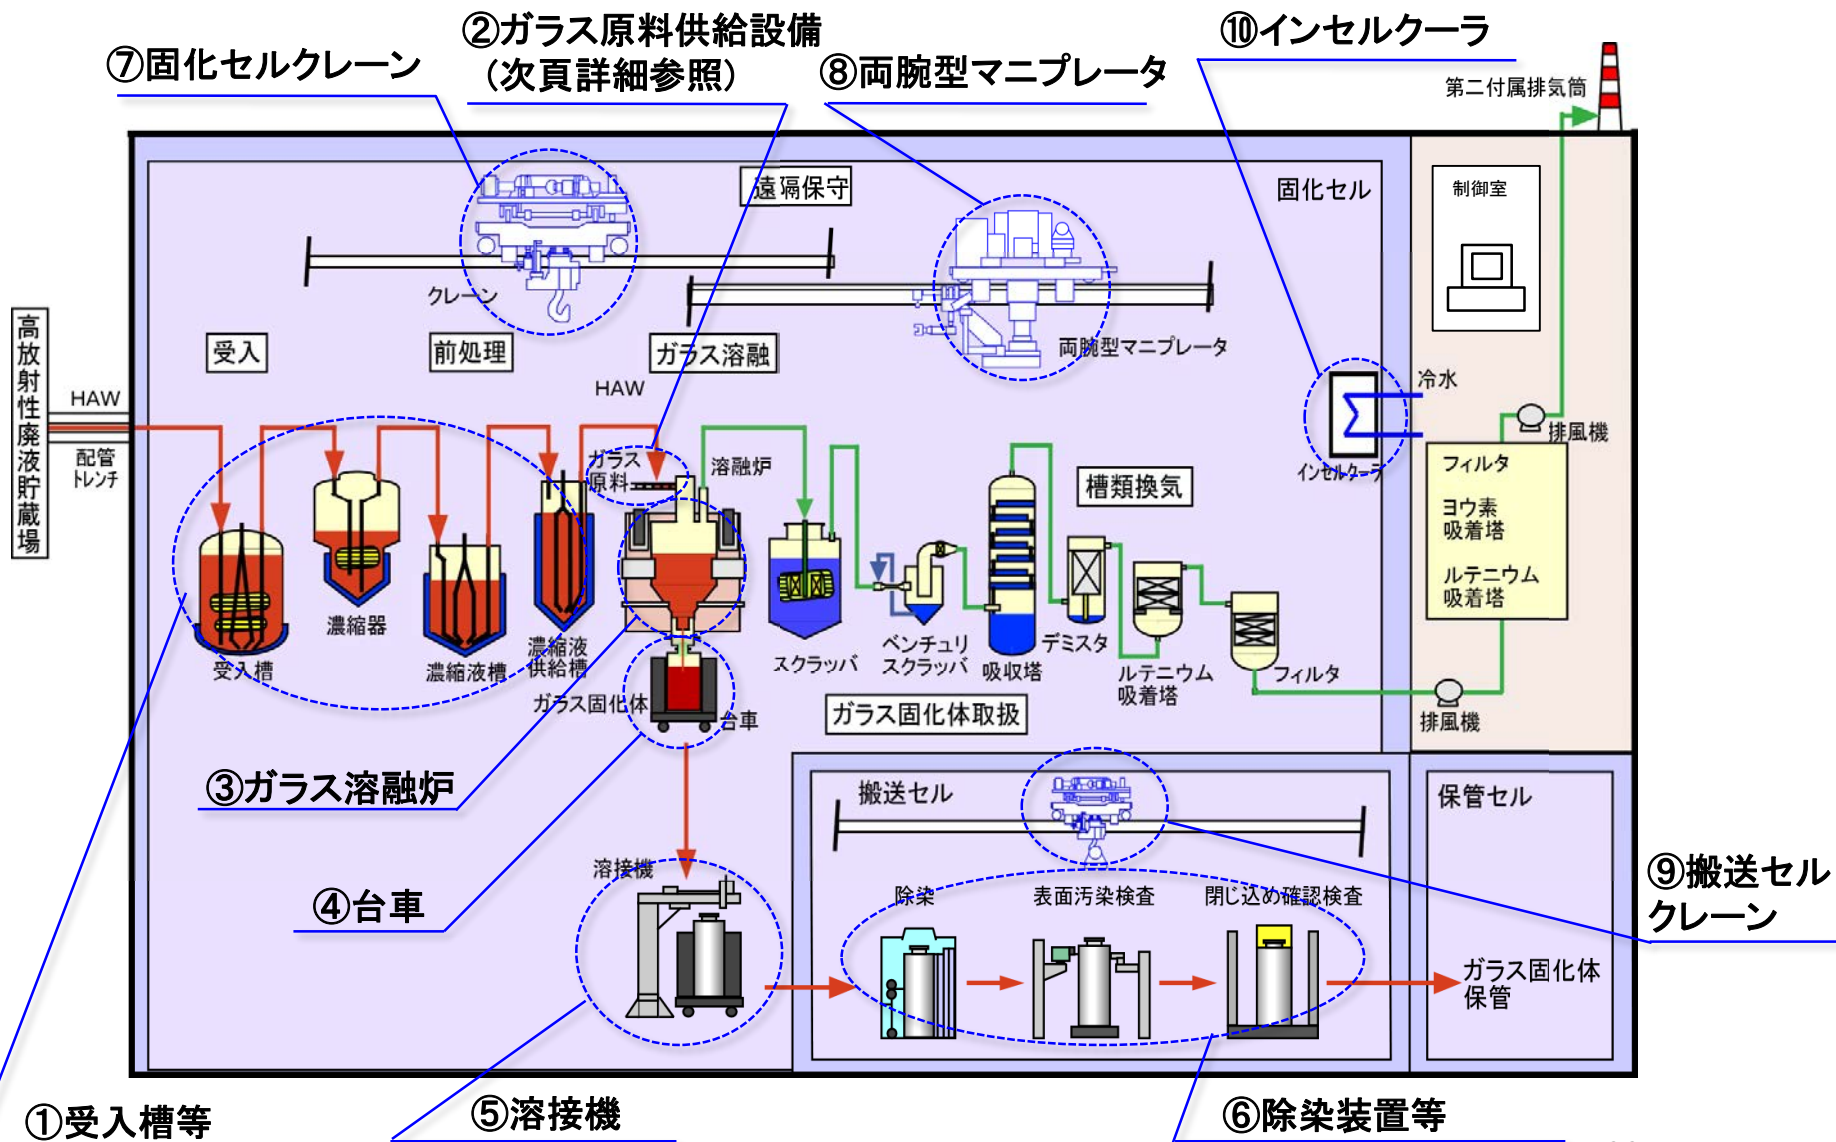 ②ガラス原料供給設備
(次頁詳細参照)
⑦固化セルクレーン
⑧両腕型マニプレータ
⑩インセルクーラ
第二付属排気筒
遠隔保守
固化セル
制御室
クレーン
両腕型マニプレータ
受入
前処理
ガラス溶融
高放射性廃液貯蔵場
HAW
配管
トレンチ
HAW
冷水
排風機
インセルクーラ
ガラス
原料
溶融炉
槽類換気
フィルタ
ヨウ素
吸着塔
ルテニウム
吸着塔
受入槽
濃縮器
濃縮液槽
濃縮液
供給槽
スクラッバ
ベンチュリ
スクラッバ
吸収塔
デミスタ
ルテニウム
吸着塔
フィルタ
排風機
ガラス固化体
台車
ガラス固化体取扱
③ガラス溶融炉
搬送セル
保管セル
④台車
溶接機
除染
表面汚染検査
閉じ込め確認検査
⑨搬送セル
クレーン
ガラス固化体
保管
①受入槽等
⑤溶接機
⑥除染装置等